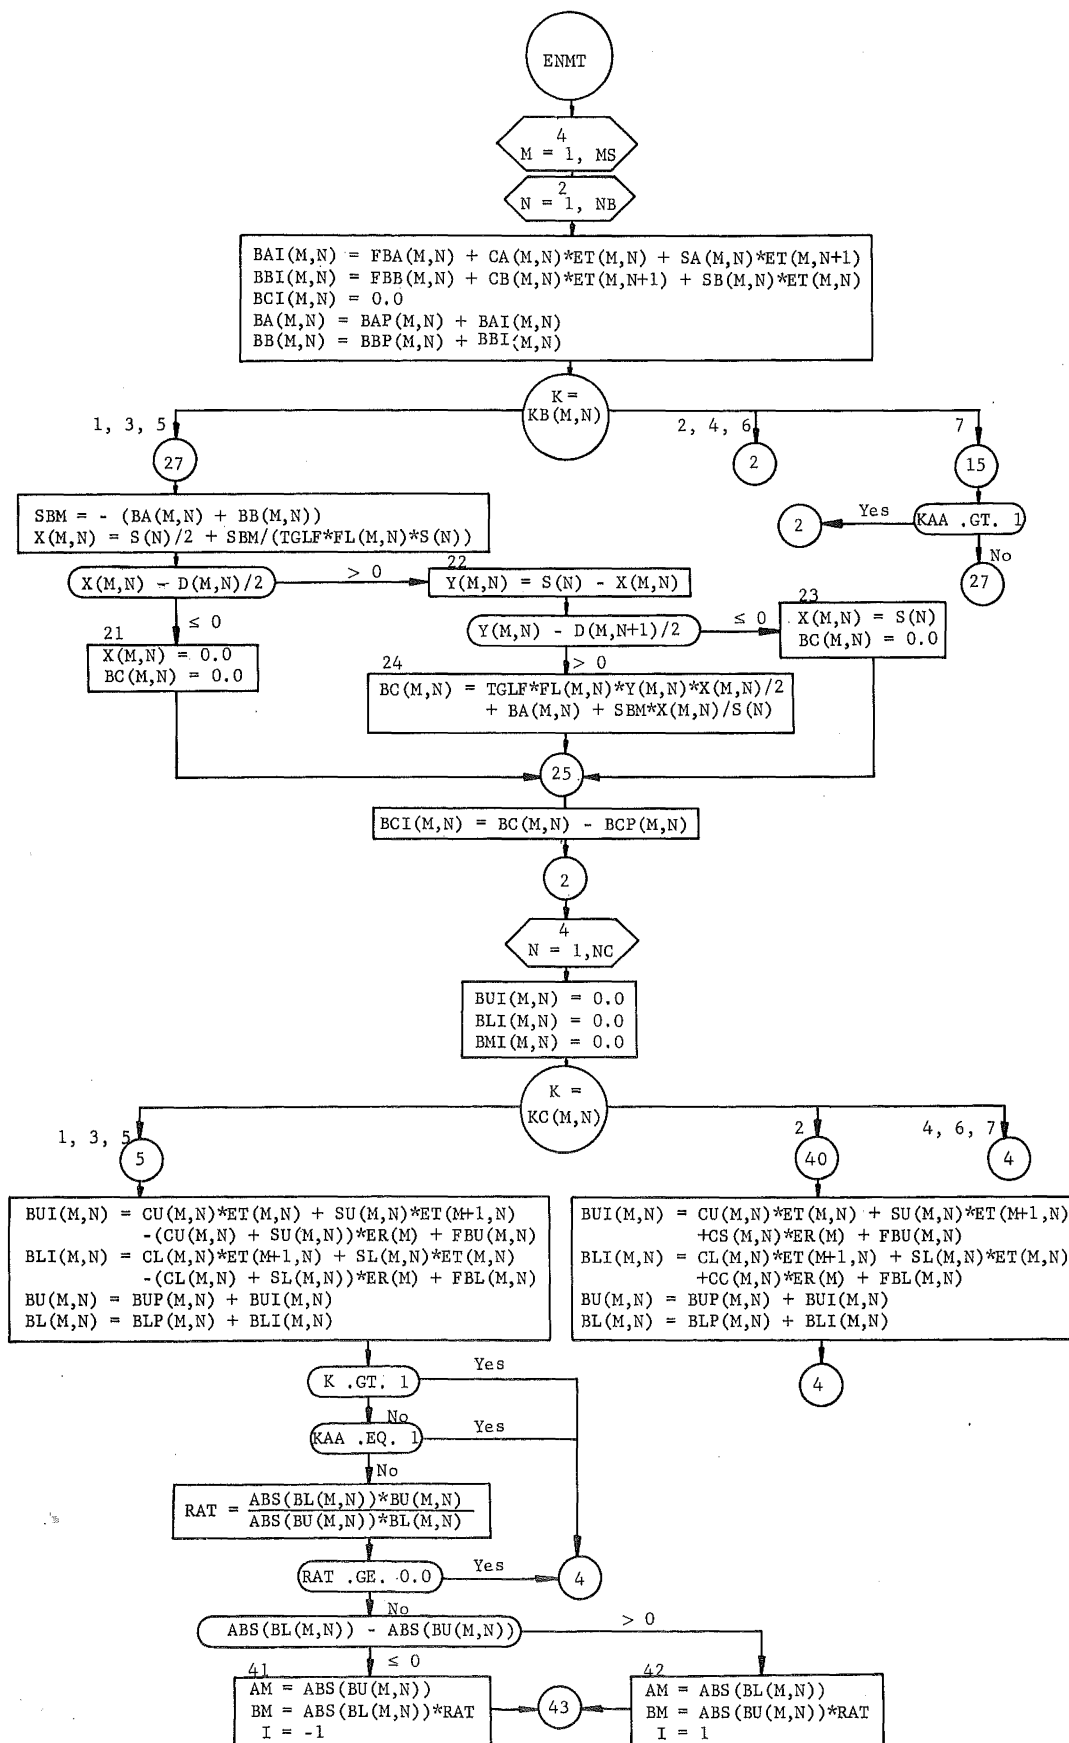 ENMT
4
M = 1, MS
2
N = 1, NB
BAI(M,N) = FBA(M,N) + CA(M,N)*ET(M,N) + SA(M,N)*ET(M,N+1)
BBI(M,N) = FBB(M,N) + CB(M,N)*ET(M,N+1) + SB(M,N)*ET(M,N)
BCI(M,N) = 0.0
BA(M,N) = BAP(M,N) + BAI(M,N)
BB(M,N) = BBP(M,N) + BBI(M,N)
K =
KB(M,N)
1, 3, 5
2, 4, 6
7
27
2
15
SBM = - (BA(M,N) + BB(M,N))
X(M,N) = S(N)/2 + SBM/(TGLF*FL(M,N)*S(N))
2
Yes
KAA .GT. 1
No
27
X(M,N) - D(M,N)/2
> 0
22
Y(M,N) = S(N) - X(M,N)
≤ 0
21
X(M,N) = 0.0
BC(M,N) = 0.0
Y(M,N) - D(M,N+1)/2
≤ 0
23
X(M,N) = S(N)
BC(M,N) = 0.0
> 0
24
BC(M,N) = TGLF*FL(M,N)*Y(M,N)*X(M,N)/2
+ BA(M,N) + SBM*X(M,N)/S(N)
25
BCI(M,N) = BC(M,N) - BCP(M,N)
2
4
N = 1,NC
BUI(M,N) = 0.0
BLI(M,N) = 0.0
BMI(M,N) = 0.0
K =
KC(M,N)
1, 3, 5
2
4, 6, 7
5
40
4
BUI(M,N) = CU(M,N)*ET(M,N) + SU(M,N)*ET(M+1,N)
-(CU(M,N) + SU(M,N))*ER(M) + FBU(M,N)
BLI(M,N) = CL(M,N)*ET(M+1,N) + SL(M,N)*ET(M,N)
-(CL(M,N) + SL(M,N))*ER(M) + FBL(M,N)
BU(M,N) = BUP(M,N) + BUI(M,N)
BL(M,N) = BLP(M,N) + BLI(M,N)
BUI(M,N) = CU(M,N)*ET(M,N) + SU(M,N)*ET(M+1,N)
+CS(M,N)*ER(M) + FBU(M,N)
BLI(M,N) = CL(M,N)*ET(M+1,N) + SL(M,N)*ET(M,N)
+CC(M,N)*ER(M) + FBL(M,N)
BU(M,N) = BUP(M,N) + BUI(M,N)
BL(M,N) = BLP(M,N) + BLI(M,N)
4
K .GT. 1
Yes
No
KAA .EQ. 1
Yes
No
RAT = ABS(BL(M,N))*BU(M,N)
ABS(BU(M,N))*BL(M,N)
RAT .GE. 0.0
Yes
4
No
ABS(BL(M,N)) - ABS(BU(M,N))
> 0
≤ 0
41
AM = ABS(BU(M,N))
BM = ABS(BL(M,N))*RAT
I = -1
43
42
AM = ABS(BL(M,N))
BM = ABS(BU(M,N))*RAT
I = 1